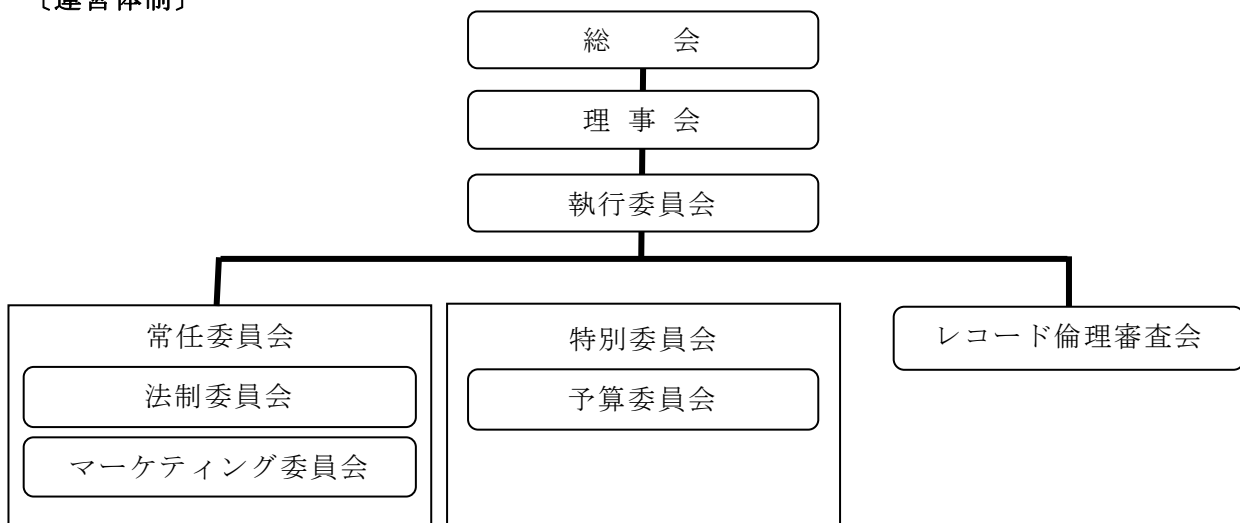 〔運営体制〕
総　　会
理 事 会
執行委員会
常任委員会
法制委員会
マーケティング委員会
特別委員会
予算委員会
レコード倫理審査会